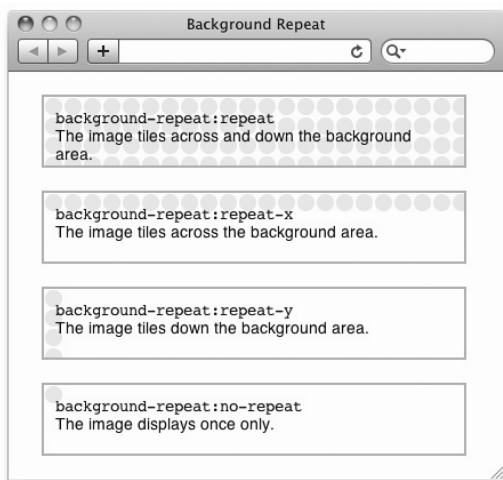 Background Repeat
background-repeat:repeat
The image tiles across and down the background
area.
background-repeat:repeat-x
The image tiles across the background area.
background-repeat:repeat-y
The image tiles down the background area.
background-repeat:no-repeat
The image displays once only.